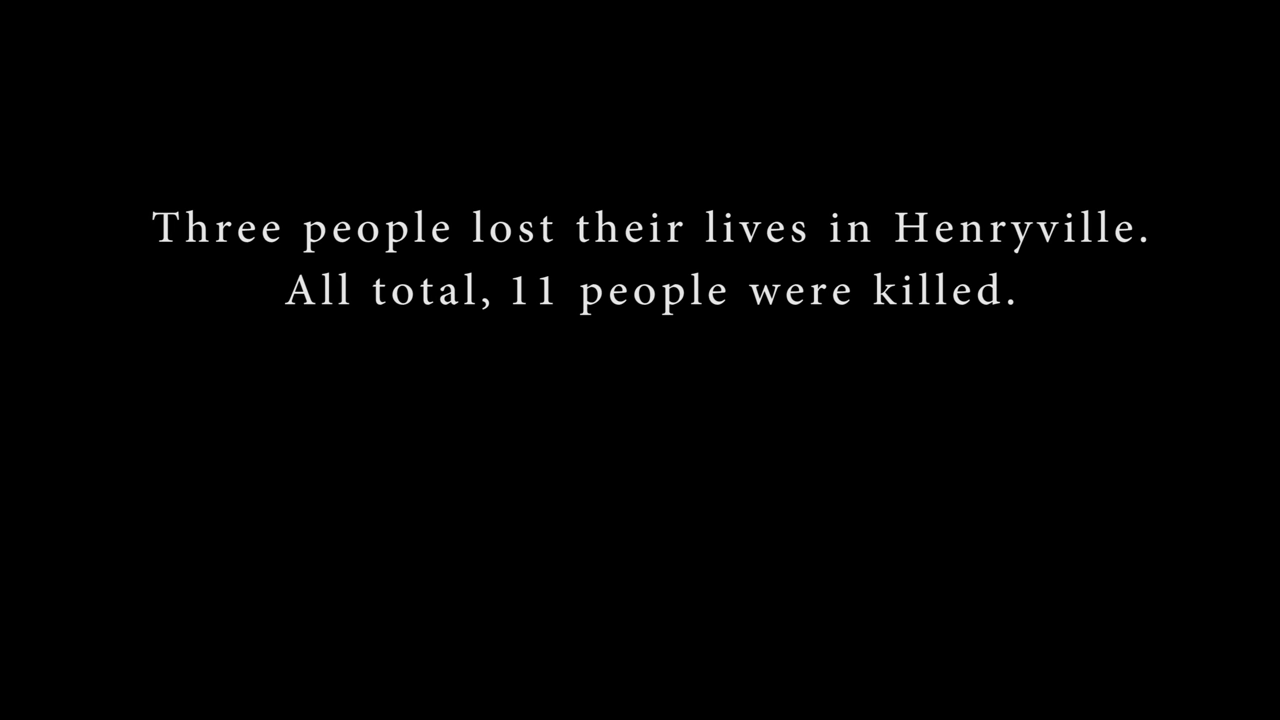 Three people lost their lives in Henryville.
All total, 11 people were killed.